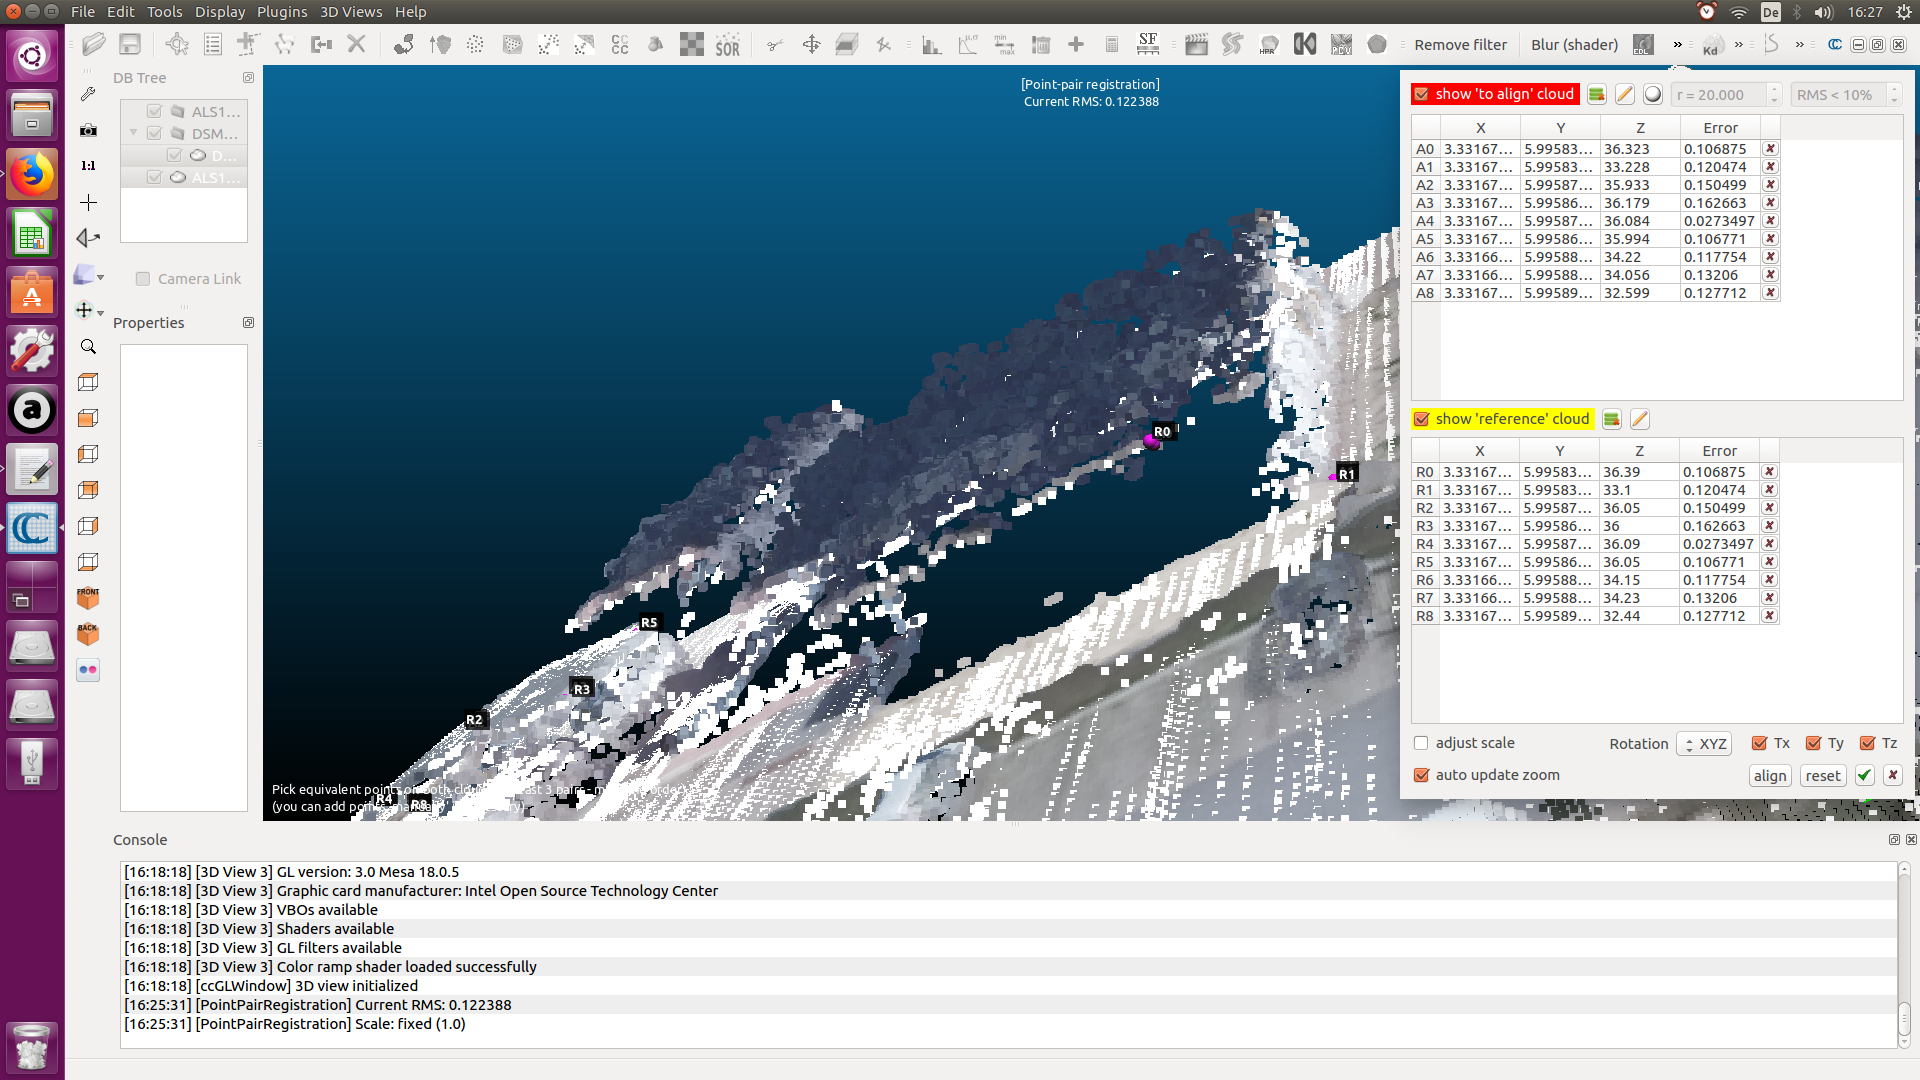 File Edit Tools Display Plugins 3D Views Help
De 16:27
CC CC SOR SF HPR PCV Remove filter Blur (shader) EDL » Kd » »
DB Tree
ALS1...
DSM...
D...
ALS1...
1:1
Camera Link
Properties
FRONT
BACK
[Point-pair registration]
Current RMS: 0.122388
R0
R1
R5
R3
R2
R4
Pick equivalent points on both
(you can add
show 'to align' cloud r = 20.000 RMS < 10%
X Y Z Error
A0 3.33167... 5.99583... 36.323 0.106875
A1 3.33167... 5.99583... 33.228 0.120474
A2 3.33167... 5.99587... 35.933 0.150499
A3 3.33167... 5.99586... 36.179 0.162663
A4 3.33167... 5.99587... 36.084 0.0273497
A5 3.33167... 5.99586... 35.994 0.106771
A6 3.33166... 5.99588... 34.22 0.117754
A7 3.33166... 5.99588... 34.056 0.13206
A8 3.33167... 5.99589... 32.599 0.127712
show 'reference' cloud
X Y Z Error
R0 3.33167... 5.99583... 36.39 0.106875
R1 3.33167... 5.99583... 33.1 0.120474
R2 3.33167... 5.99587... 36.05 0.150499
R3 3.33167... 5.99586... 36 0.162663
R4 3.33167... 5.99587... 36.09 0.0273497
R5 3.33167... 5.99586... 36.05 0.106771
R6 3.33166... 5.99588... 34.15 0.117754
R7 3.33166... 5.99588... 34.23 0.13206
R8 3.33167... 5.99589... 32.44 0.127712
adjust scale Rotation XYZ Tx Ty Tz
auto update zoom align reset
Console
[16:18:18] [3D View 3] GL version: 3.0 Mesa 18.0.5
[16:18:18] [3D View 3] Graphic card manufacturer: Intel Open Source Technology Center
[16:18:18] [3D View 3] VBOs available
[16:18:18] [3D View 3] Shaders available
[16:18:18] [3D View 3] GL filters available
[16:18:18] [3D View 3] Color ramp shader loaded successfully
[16:18:18] [ccGLWindow] 3D view initialized
[16:25:31] [PointPairRegistration] Current RMS: 0.122388
[16:25:31] [PointPairRegistration] Scale: fixed (1.0)